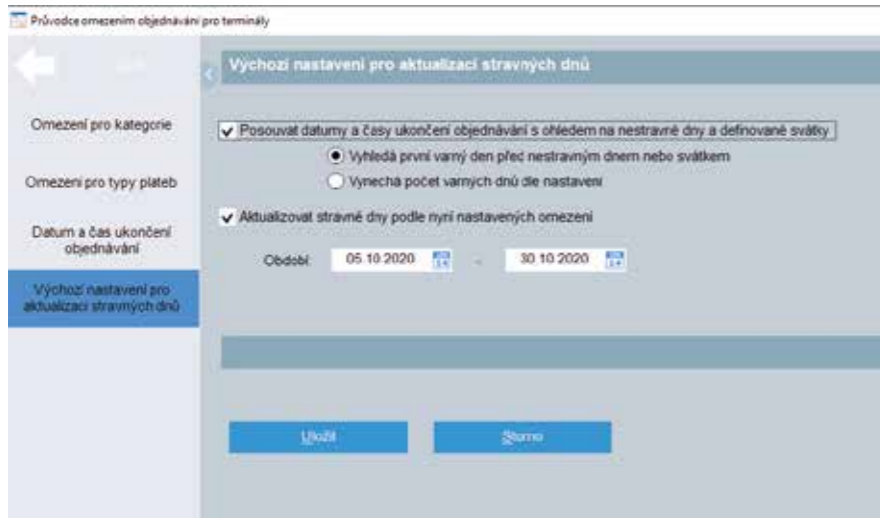 Průvodce omezením objednávání pro terminály
Výchozí nastavení pro aktualizaci stravných dnů
Omezení pro kategorie
Omezení pro typy plateb
Datum a čas ukončení
objednávání
Výchozí nastavení pro
aktualizaci stravných dnů
Posouvat datumy a časy ukončení objednávání s ohledem na nestravné dny a definované svátky
Vyhledá první varný den před nestravným dnem nebo svátkem
Vynechá počet varných dnů dle nastavení
Aktualizovat stravné dny podle nyní nastavených omezení
Období: 05.10.2020 - 30.10.2020
Uložit Storno